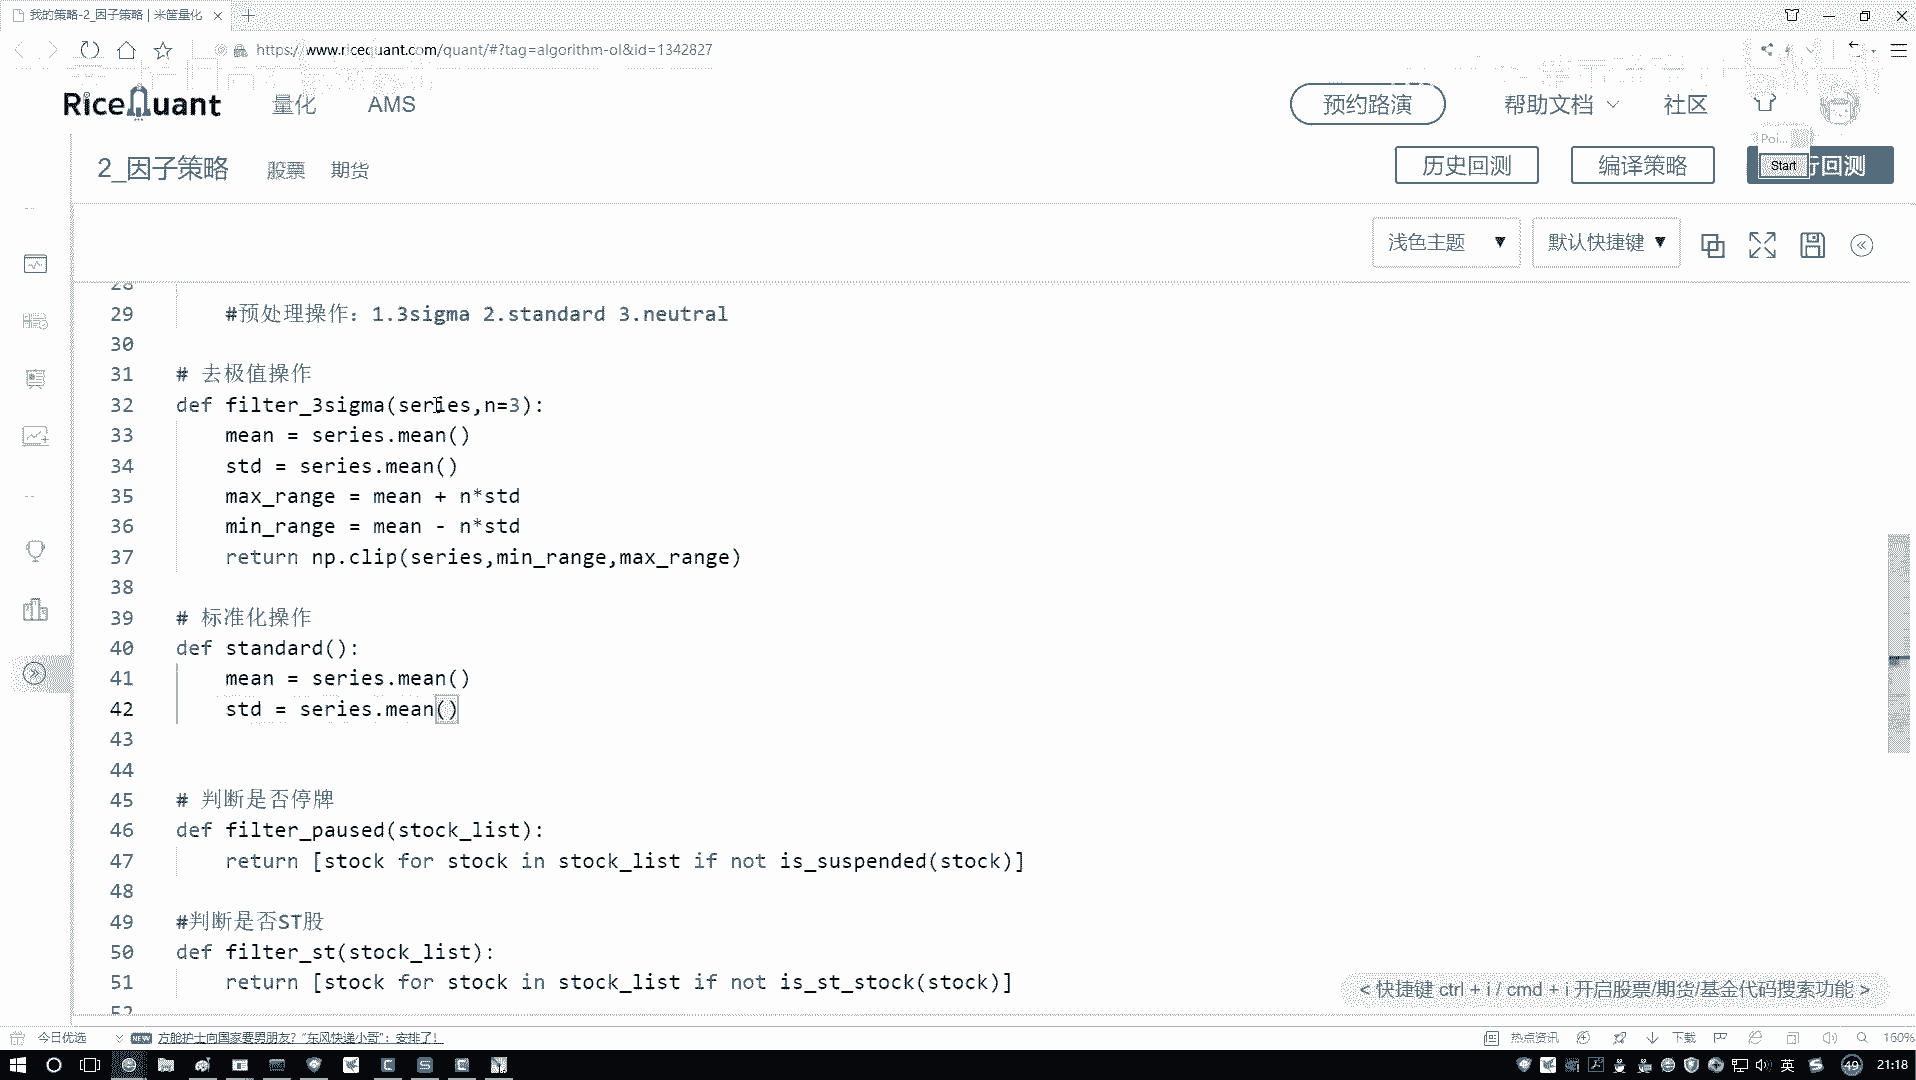 我的策略-2_因子策略 | 米筐量化
https://www.ricequant.com/quant/#?tag=algorithm-ol&id=1342827
RiceQuant 量化 AMS 预约路演 帮助文档 社区
Poi...
2_因子策略 股票 期货 历史回测 编译策略 Start 行回测
浅色主题 ▼ 默认快捷键 ▼
28
29 #预处理操作：1.3sigma 2.standard 3.neutral
30
31 # 去极值操作
32 def filter_3sigma(series,n=3):
33 mean = series.mean()
34 std = series.mean()
35 max_range = mean + n*std
36 min_range = mean - n*std
37 return np.clip(series,min_range,max_range)
38
39 # 标准化操作
40 def standard():
41 mean = series.mean()
42 std = series.mean()
43
44
45 # 判断是否停牌
46 def filter_paused(stock_list):
47 return [stock for stock in stock_list if not is_suspended(stock)]
48
49 #判断是否ST股
50 def filter_st(stock_list):
51 return [stock for stock in stock_list if not is_st_stock(stock)]
52
< 快捷键 ctrl + i / cmd + i 开启股票/期货/基金代码搜索功能 >
今日优选 NEW 方舱护士向国家要男朋友？“东风快递小哥”：安排了！ 热点资讯 下载 160%
英 49 21:18